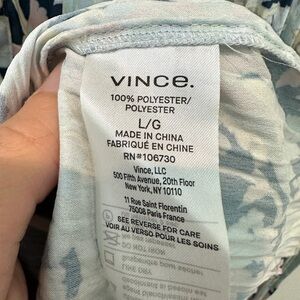 VINCE.
100% POLYESTER/
POLYESTER
L/G
MADE IN CHINA
FABRIQUÉ EN CHINE
RN#106730
Vince, LLC
500 Fifth Avenue, 20th Floor
New York, NY 10110
11 Rue Saint Florentin
75008 Paris France
SEE REVERSE FOR CARE
VOIR AU VERSO POUR LES SOINS